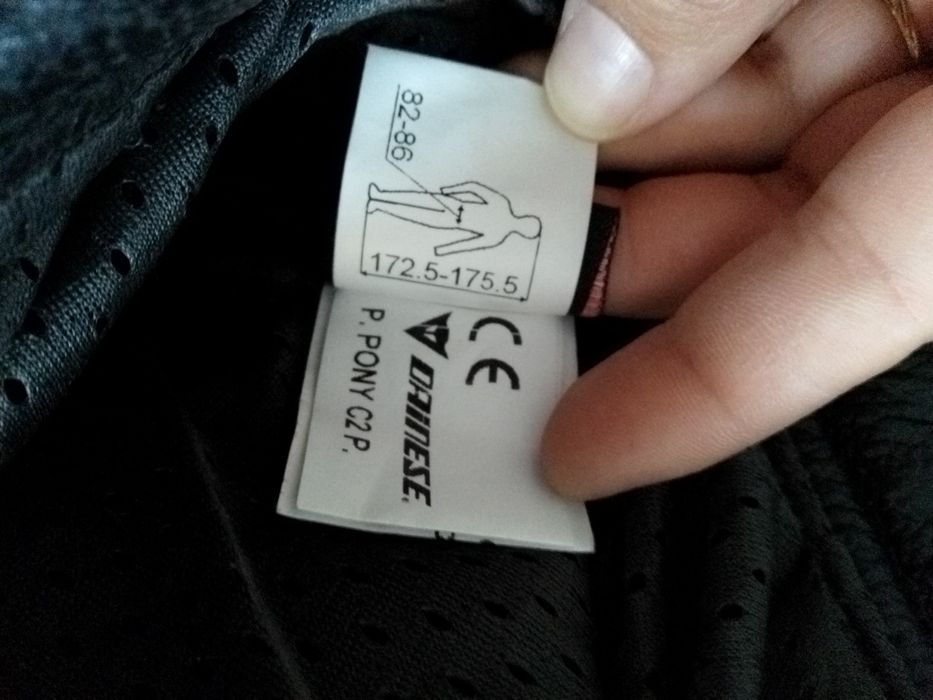 82-86
172.5-175.5
CE
DAINESE
P. PONY C2 P.